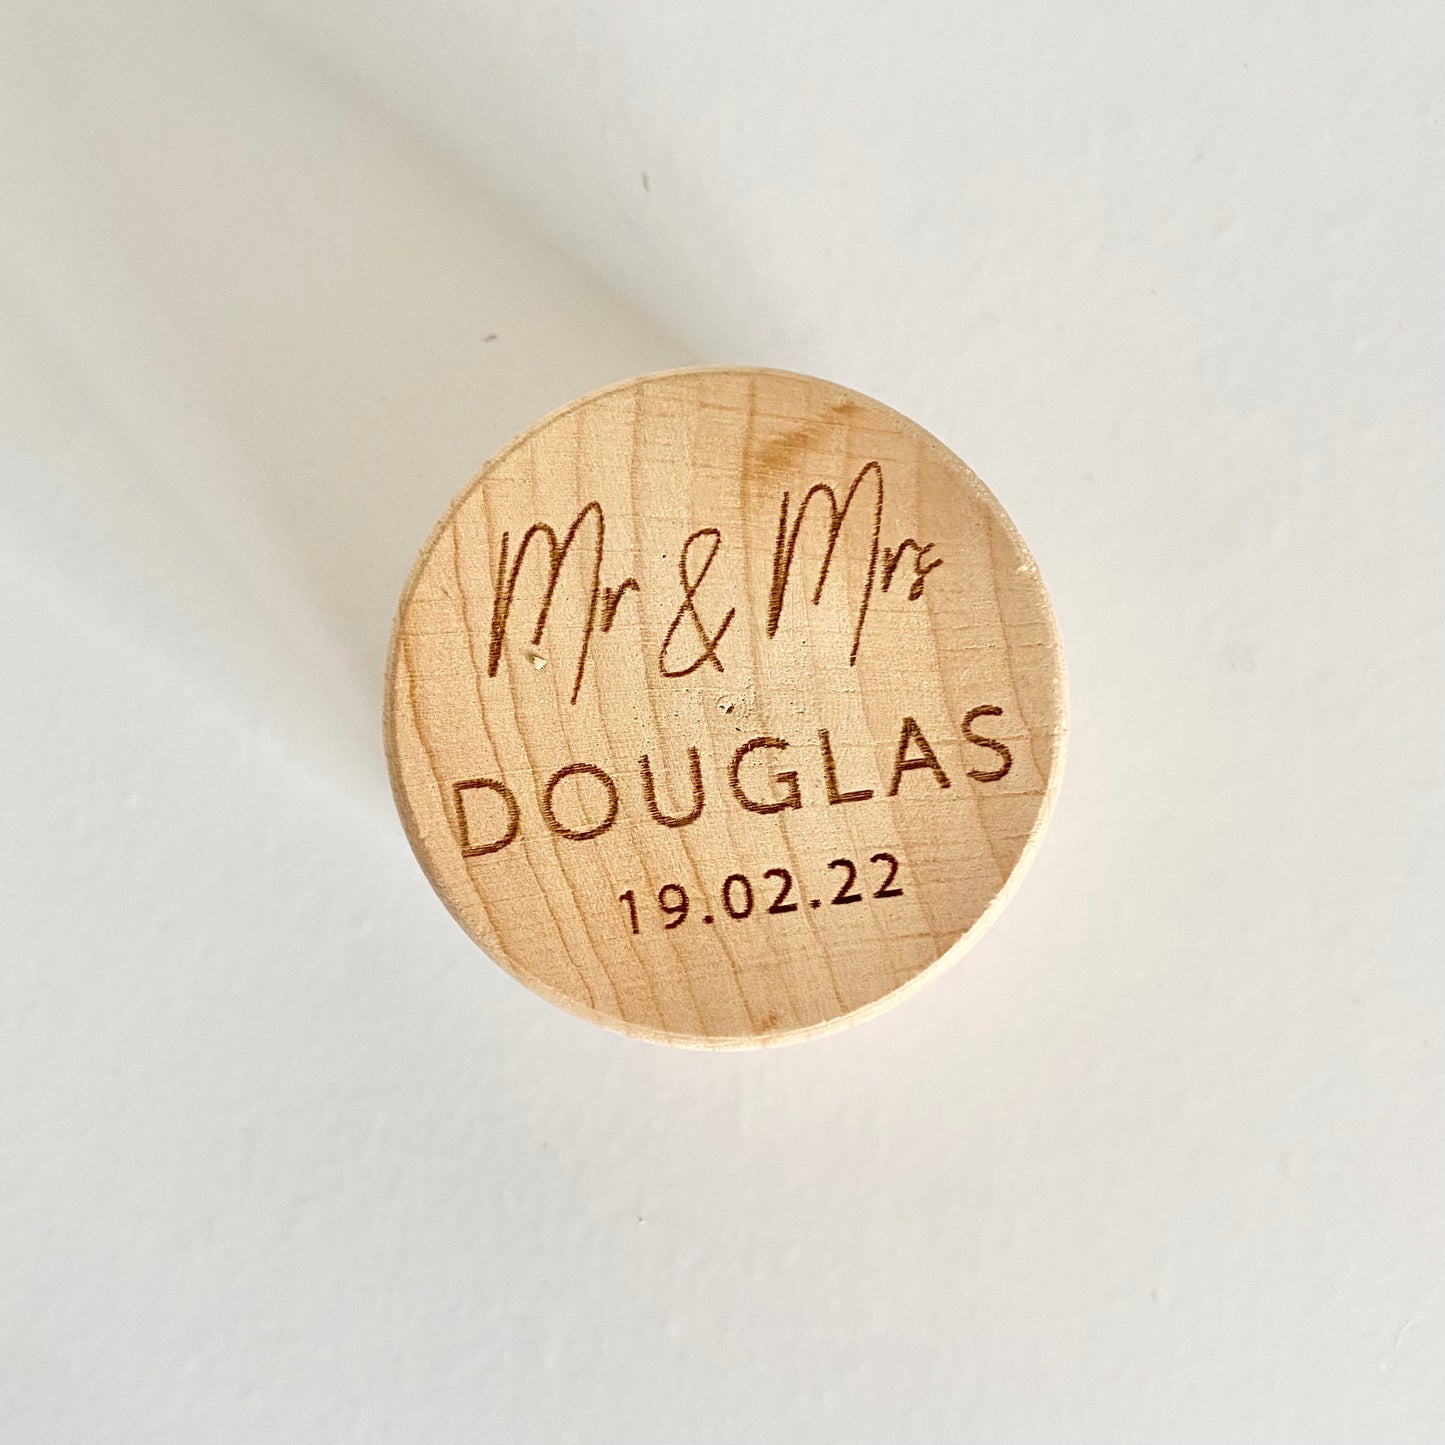 Mr & Mrs
DOUGLAS
19.02.22